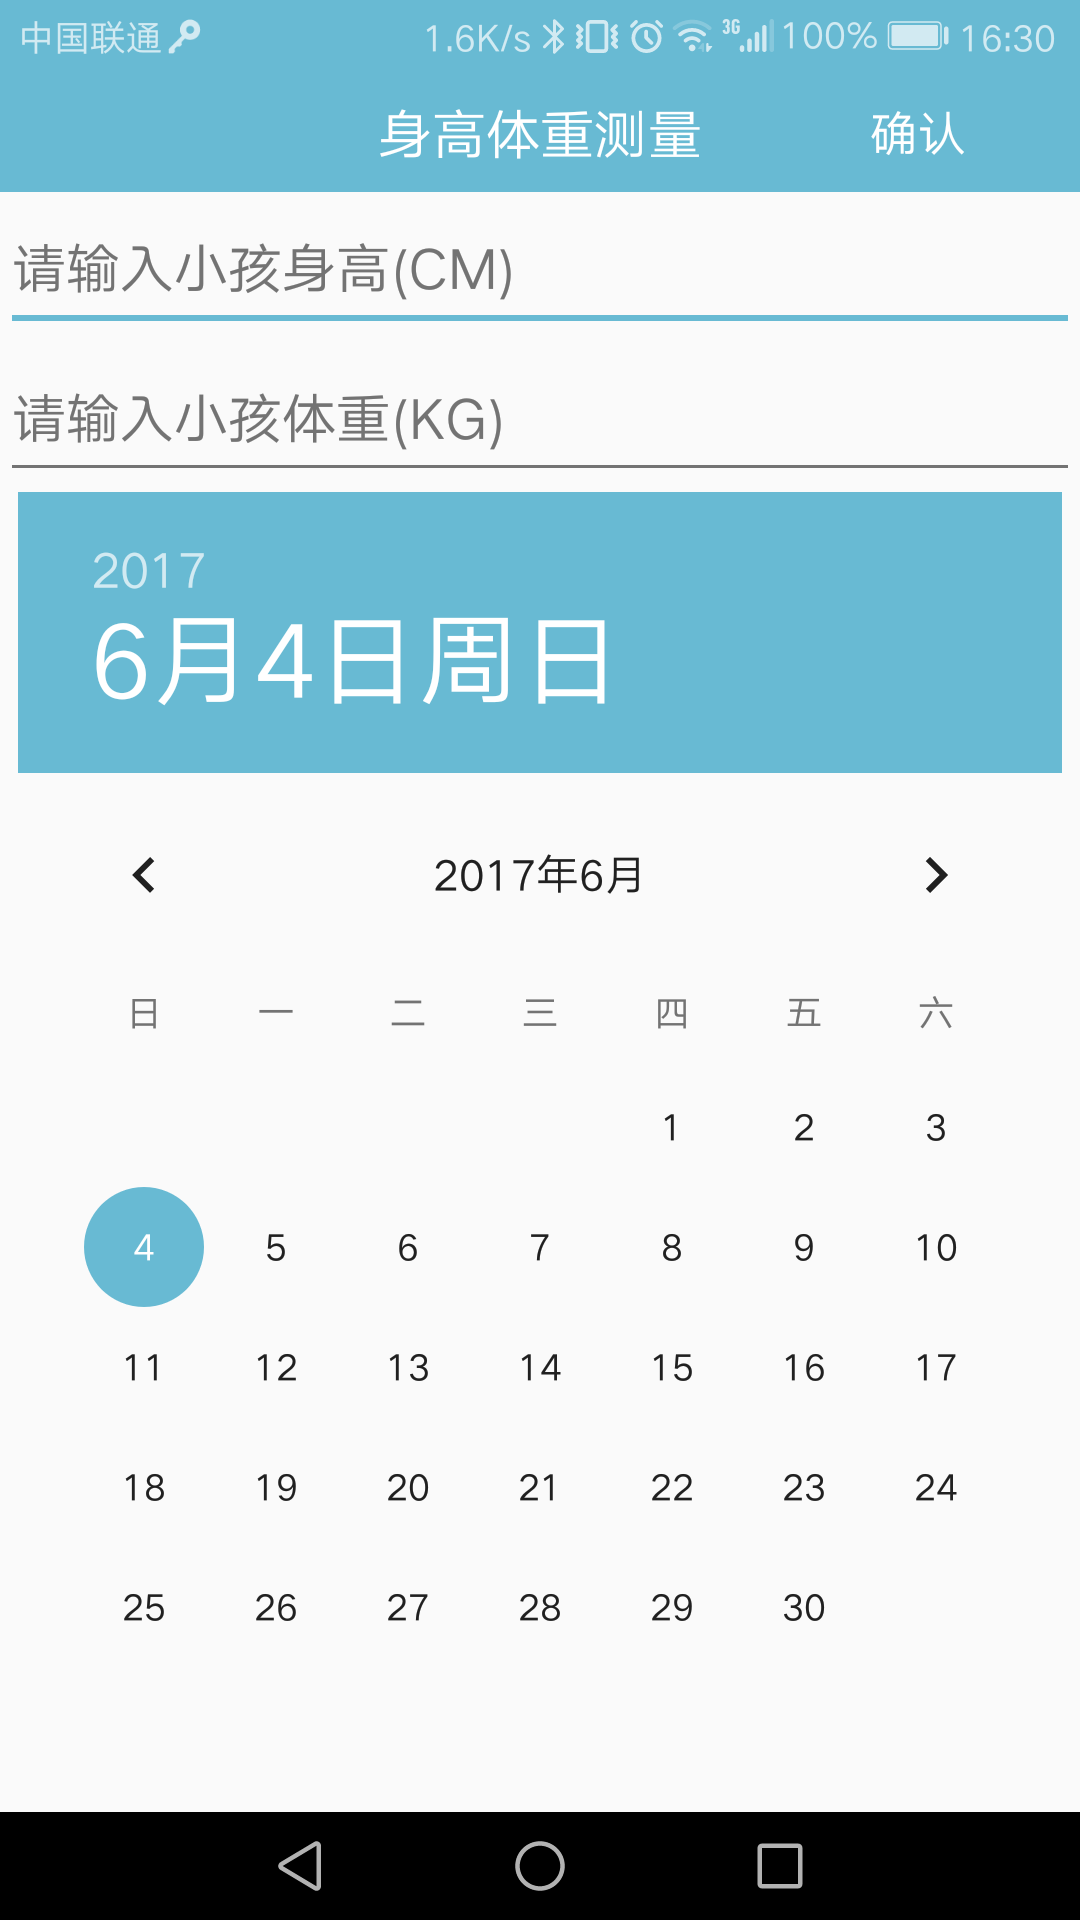 中国联通 1.6K/s 3G 100% 16:30
身高体重测量 确认
请输入小孩身高(CM)
请输入小孩体重(KG)
2017
6月4日周日
2017年6月
日 一 二 三 四 五 六
1 2 3
4 5 6 7 8 9 10
11 12 13 14 15 16 17
18 19 20 21 22 23 24
25 26 27 28 29 30